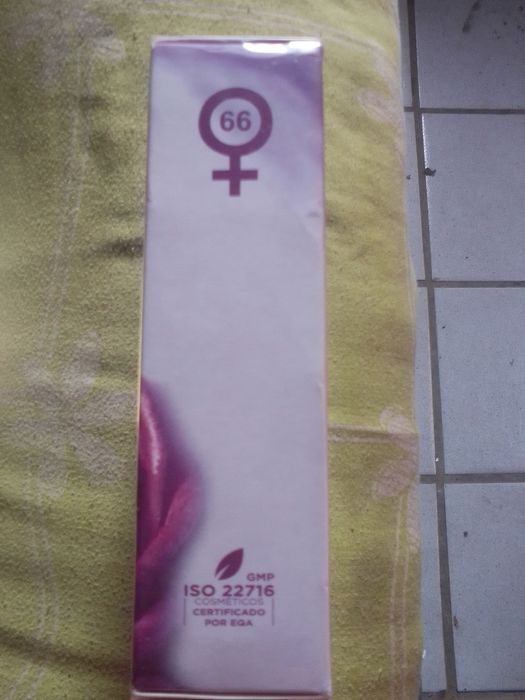 66
GMP
ISO 22716
COSMÉTICOS
CERTIFICADO
POR EQA